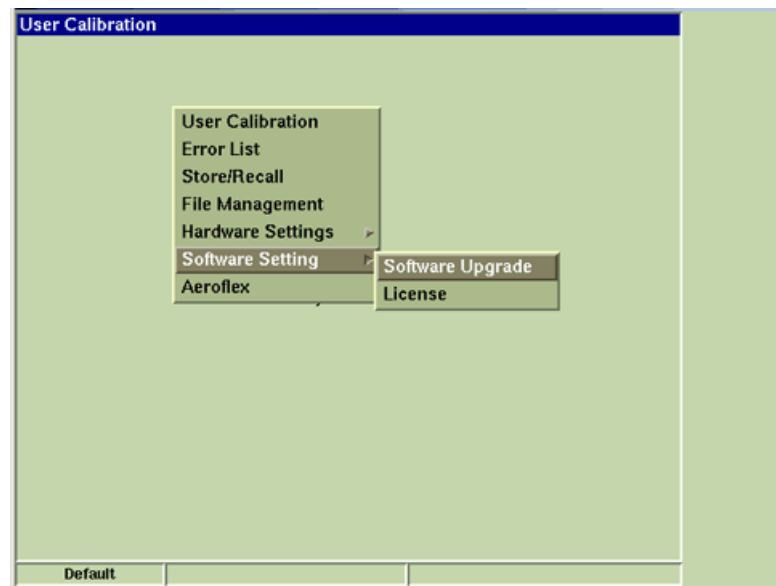 User Calibration
User Calibration
Error List
Store/Recall
File Management
Hardware Settings
Software Setting
Software Upgrade
Aeroflex
License
Default